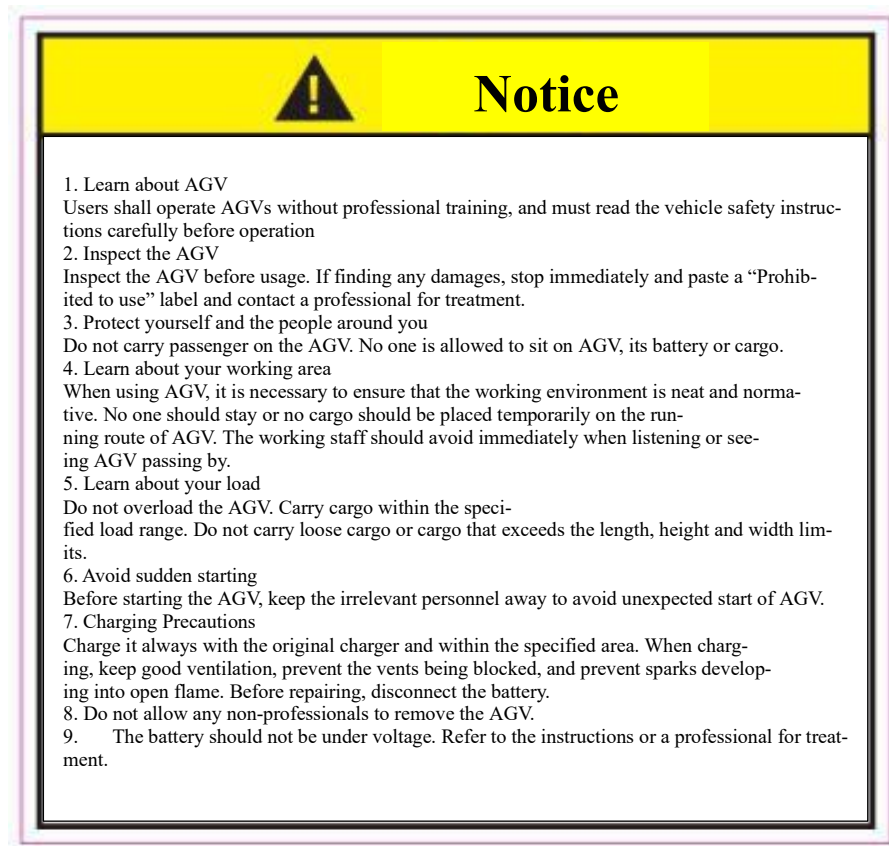 Notice
1. Learn about AGV
Users shall operate AGVs without professional training, and must read the vehicle safety instruc-
tions carefully before operation
2. Inspect the AGV
Inspect the AGV before usage. If finding any damages, stop immediately and paste a “Prohib-
ited to use” label and contact a professional for treatment.
3. Protect yourself and the people around you
Do not carry passenger on the AGV. No one is allowed to sit on AGV, its battery or cargo.
4. Learn about your working area
When using AGV, it is necessary to ensure that the working environment is neat and norma-
tive. No one should stay or no cargo should be placed temporarily on the run-
ning route of AGV. The working staff should avoid immediately when listening or see-
ing AGV passing by.
5. Learn about your load
Do not overload the AGV. Carry cargo within the speci-
fied load range. Do not carry loose cargo or cargo that exceeds the length, height and width lim-
its.
6. Avoid sudden starting
Before starting the AGV, keep the irrelevant personnel away to avoid unexpected start of AGV.
7. Charging Precautions
Charge it always with the original charger and within the specified area. When charg-
ing, keep good ventilation, prevent the vents being blocked, and prevent sparks develop-
ing into open flame. Before repairing, disconnect the battery.
8. Do not allow any non-professionals to remove the AGV.
9. The battery should not be under voltage. Refer to the instructions or a professional for treat-
ment.